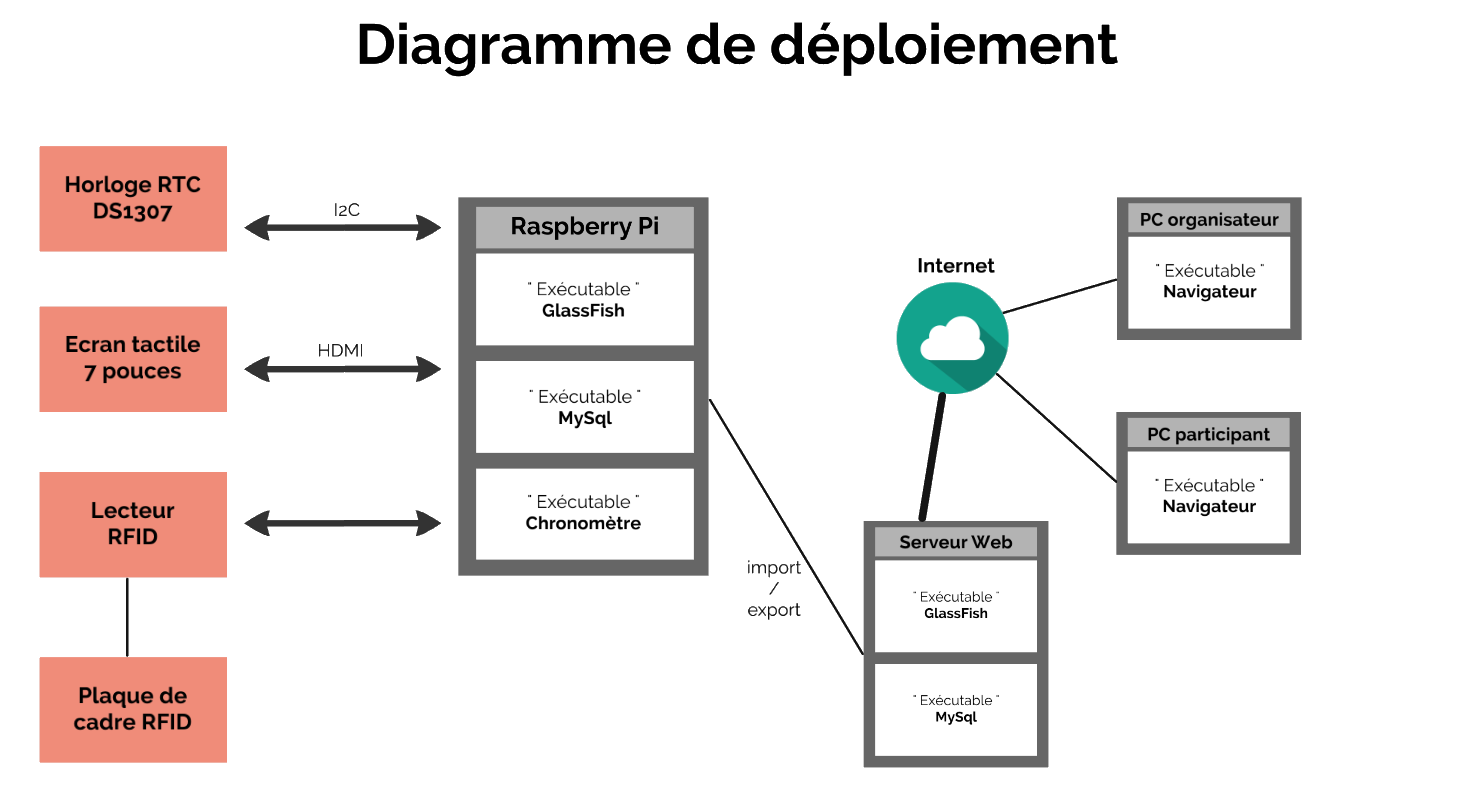 Diagramme de déploiement
Horloge RTC
DS1307
I2C
Ecran tactile
7 pouces
HDMI
Lecteur
RFID
Plaque de
cadre RFID
Raspberry Pi
" Exécutable "
GlassFish
" Exécutable "
MySql
" Exécutable "
Chronomètre
import
/
export
Internet
Serveur Web
" Exécutable "
GlassFish
" Exécutable "
MySql
PC organisateur
" Exécutable "
Navigateur
PC participant
" Exécutable "
Navigateur